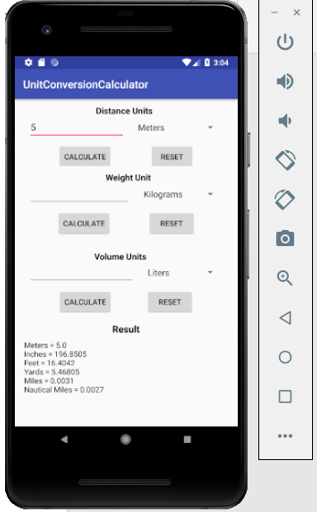 3:04
UnitConversionCalculator
Distance Units
5 Meters
CALCULATE RESET
Weight Unit
Kilograms
CALCULATE RESET
Volume Units
Liters
CALCULATE RESET
Result
Meters = 5.0
Inches = 196.8505
Feet = 16.4042
Yards = 5.46805
Miles = 0.0031
Nautical Miles = 0.0027